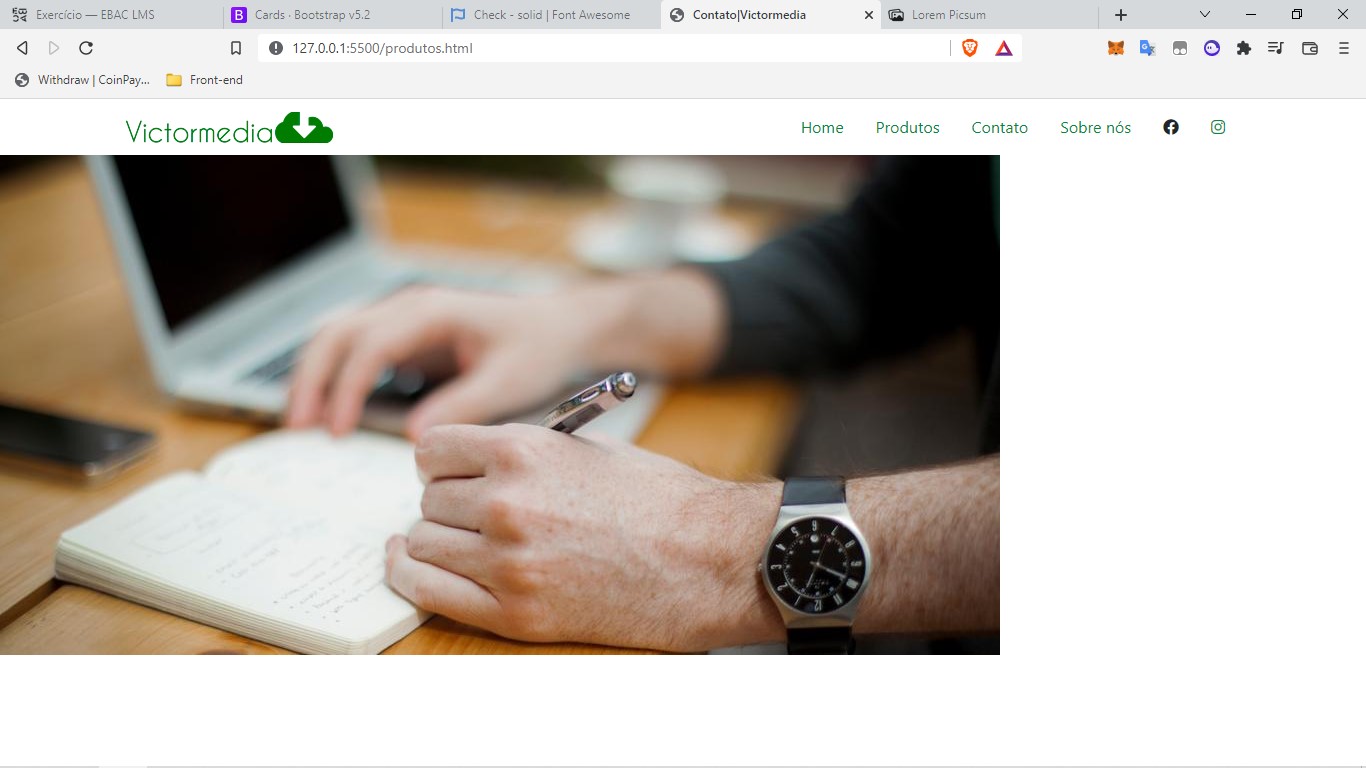 Exercício — EBAC LMS
Cards · Bootstrap v5.2
Check - solid | Font Awesome
Contato|Victormedia
Lorem Picsum
127.0.0.1:5500/produtos.html
Withdraw | CoinPay...
Front-end
Victormedia
Home
Produtos
Contato
Sobre nós